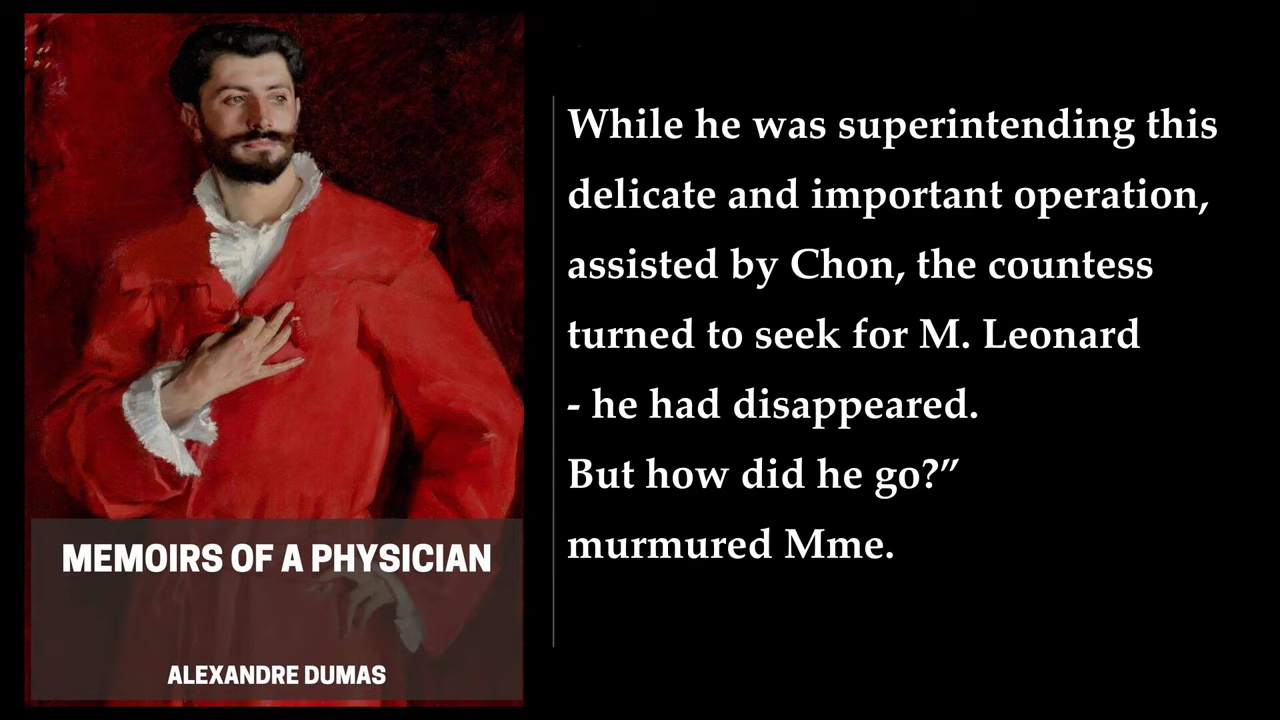 MEMOIRS OF A PHYSICIAN
ALEXANDRE DUMAS
While he was superintending this
delicate and important operation,
assisted by Chon, the countess
turned to seek for M. Leonard
- he had disappeared.
But how did he go?”
murmured Mme.